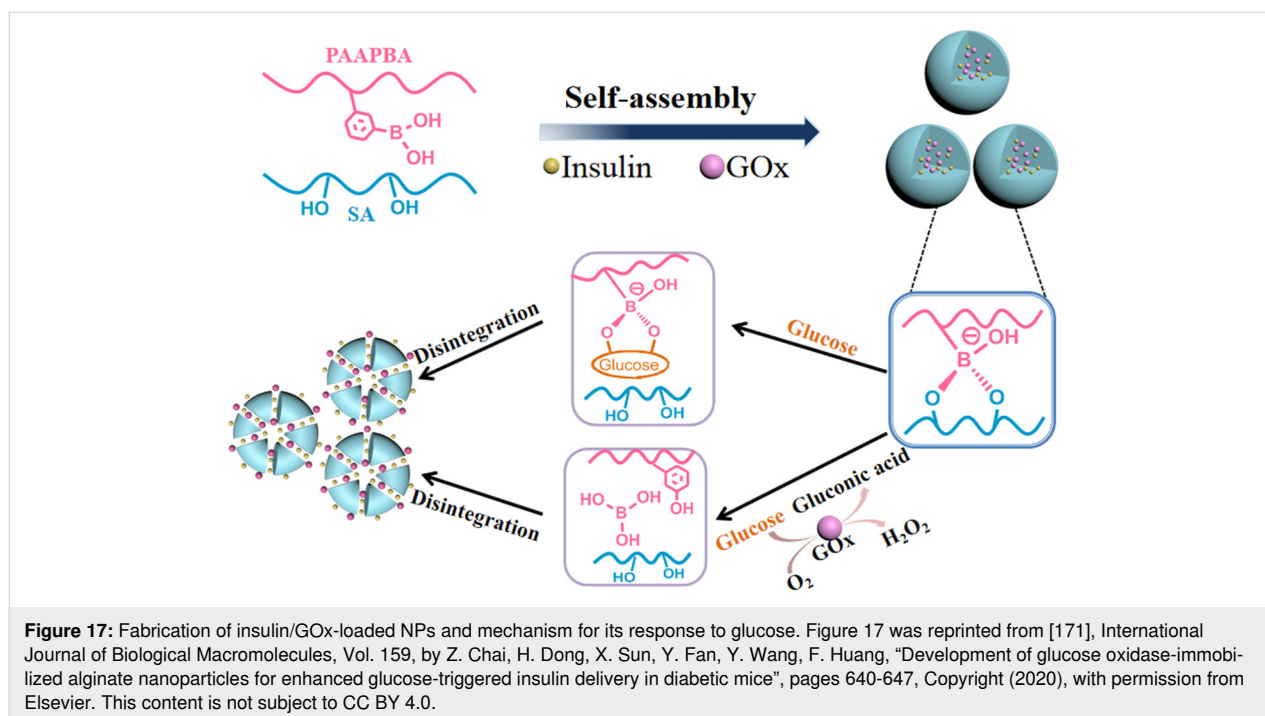 PAAPBA
B
OH
OH
HO
SA
OH
Self-assembly
Insulin
GOx
Disintegration
⊖
OH
B
O
O
Glucose
HO
OH
Glucose
⊖
OH
B
O
O
HO
OH
B
OH
OH
HO
OH
Disintegration
Glucose
Gluconic acid
GOx
O₂
H₂O₂
Figure 17: Fabrication of insulin/GOx-loaded NPs and mechanism for its response to glucose. Figure 17 was reprinted from [171], International
Journal of Biological Macromolecules, Vol. 159, by Z. Chai, H. Dong, X. Sun, Y. Fan, Y. Wang, F. Huang, “Development of glucose oxidase-immobi-
lized alginate nanoparticles for enhanced glucose-triggered insulin delivery in diabetic mice”, pages 640-647, Copyright (2020), with permission from
Elsevier. This content is not subject to CC BY 4.0.